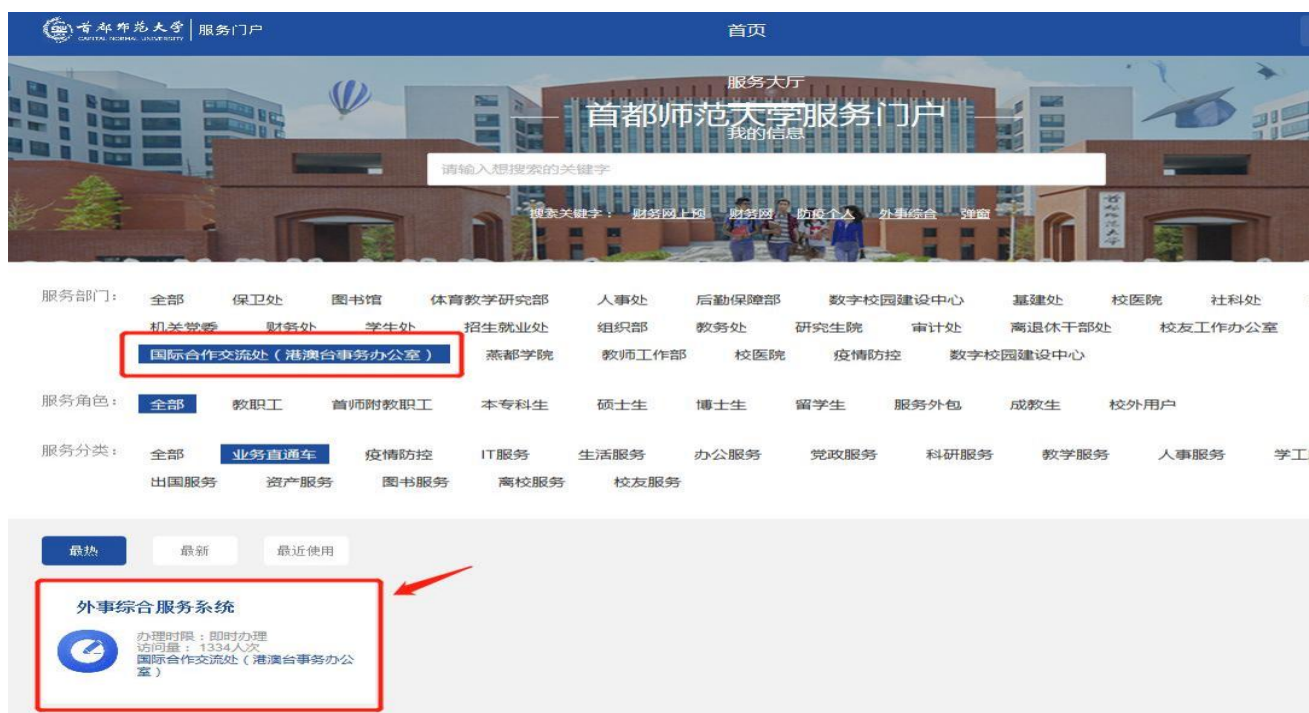 首都师范大学 服务门户 首页
CAPITAL NORMAL UNIVERSITY
服务大厅
首都师范大学服务门户
我的信息
请输入想搜索的关键字
搜索关键字： 财务网上预 财务网 防疫个人 外事综合 弹窗
首都师范大学
服务部门： 全部 保卫处 图书馆 体育教学研究部 人事处 后勤保障部 数字校园建设中心 基建处 校医院 社科处
机关党委 财务处 学生处 招生就业处 组织部 教务处 研究生院 审计处 离退休干部处 校友工作办公室
国际合作交流处（港澳台事务办公室） 燕都学院 教师工作部 校医院 疫情防控 数字校园建设中心
服务角色： 全部 教职工 首师附教职工 本专科生 硕士生 博士生 留学生 服务外包 成教生 校外用户
服务分类： 全部 业务直通车 疫情防控 IT服务 生活服务 办公服务 党政服务 科研服务 教学服务 人事服务 学工
出国服务 资产服务 图书服务 离校服务 校友服务
最热 最新 最近使用
外事综合服务系统
办理时限：即时办理
访问量：1334人次
国际合作交流处（港澳台事务办公
室）